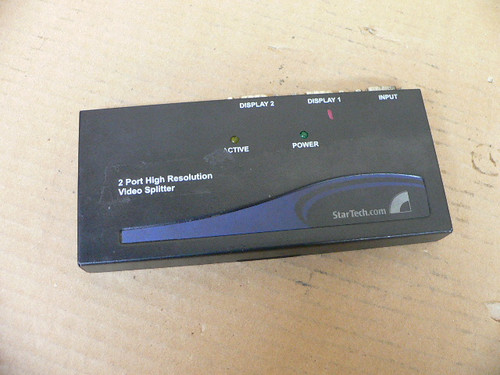 DISPLAY 2
DISPLAY 1
INPUT
ACTIVE
POWER
2 Port High Resolution
Video Splitter
StarTech.com